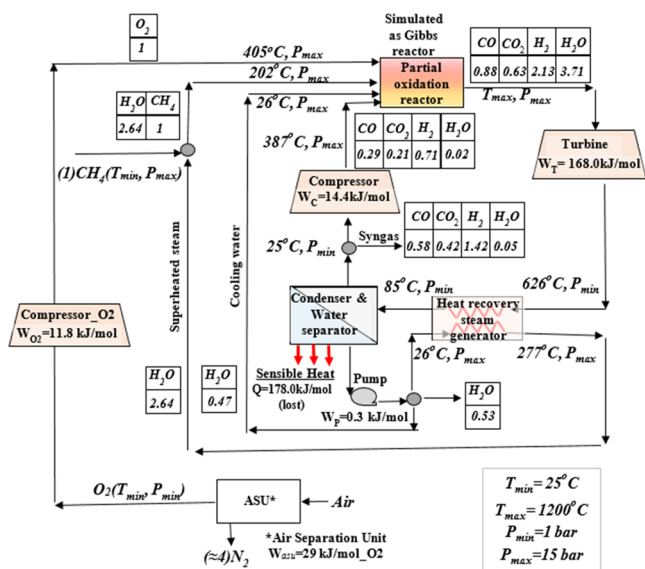 O2
1
405°C, Pmax
202°C, Pmax
26°C, Pmax
387°C, Pmax
Simulated
as Gibbs
reactor
Partial
oxidation
reactor
CO CO2 H2 H2O
0.88 0.63 2.13 3.71
Tmax, Pmax
H2O CH4
2.64 1
(1)CH4(Tmin, Pmax)
CO CO2 H2 H2O
0.29 0.21 0.71 0.02
Turbine
WT= 168.0kJ/mol
Compressor
WC=14.4kJ/mol
Superheated steam
Cooling water
25°C, Pmin
Syngas
CO CO2 H2 H2O
0.58 0.42 1.42 0.05
85°C, Pmin
626°C, Pmin
Compressor_O2
WO2=11.8 kJ/mol
Condenser &
Water
separator
Heat recovery
steam
generator
26°C, Pmax
277°C, Pmax
Sensible Heat
Q=178.0kJ/mol
(lost)
Pump
WP=0.3 kJ/mol
H2O
2.64
H2O
0.47
H2O
0.53
O2(Tmin, Pmin)
ASU*
Air
(≈4)N2
*Air Separation Unit
Wasu=29 kJ/mol_O2
Tmin=25°C
Tmax=1200°C
Pmin=1 bar
Pmax=15 bar